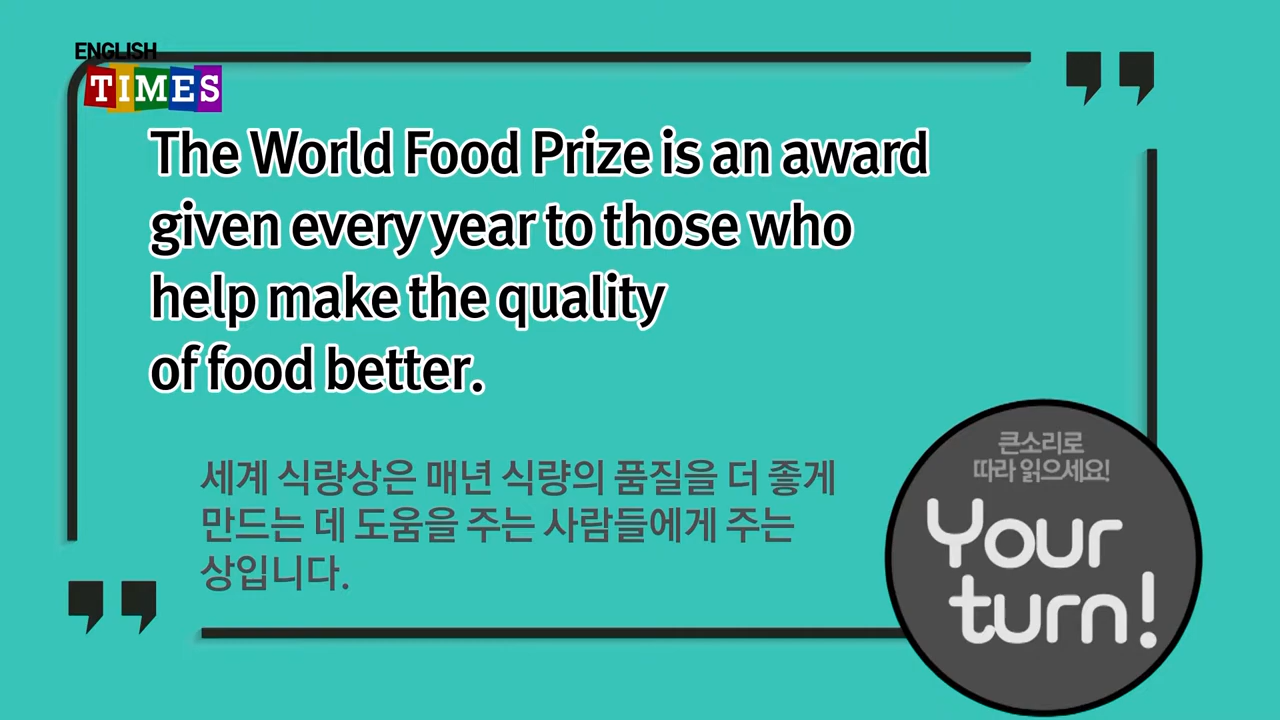 ENGLISH
TIMES
The World Food Prize is an award
given every year to those who
help make the quality
of food better.
세계 식량상은 매년 식량의 품질을 더 좋게
만드는 데 도움을 주는 사람들에게 주는
상입니다.
큰소리로
따라 읽으세요!
Your
turn!